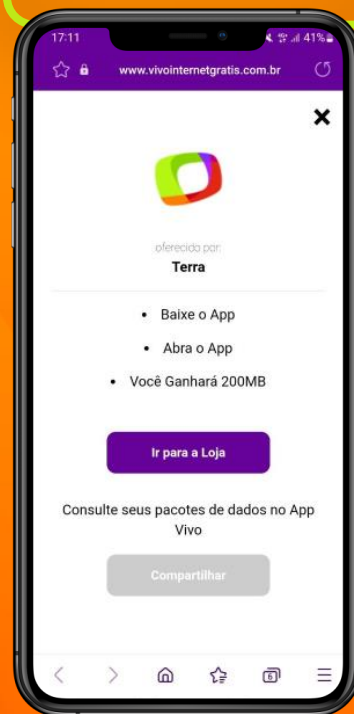 17:11
41%
www.vivointernetgratis.com.br
oferecido por:
Terra
• Baixe o App
• Abra o App
• Você Ganhará 200MB
Ir para a Loja
Consulte seus pacotes de dados no App
Vivo
Compartilhar
6